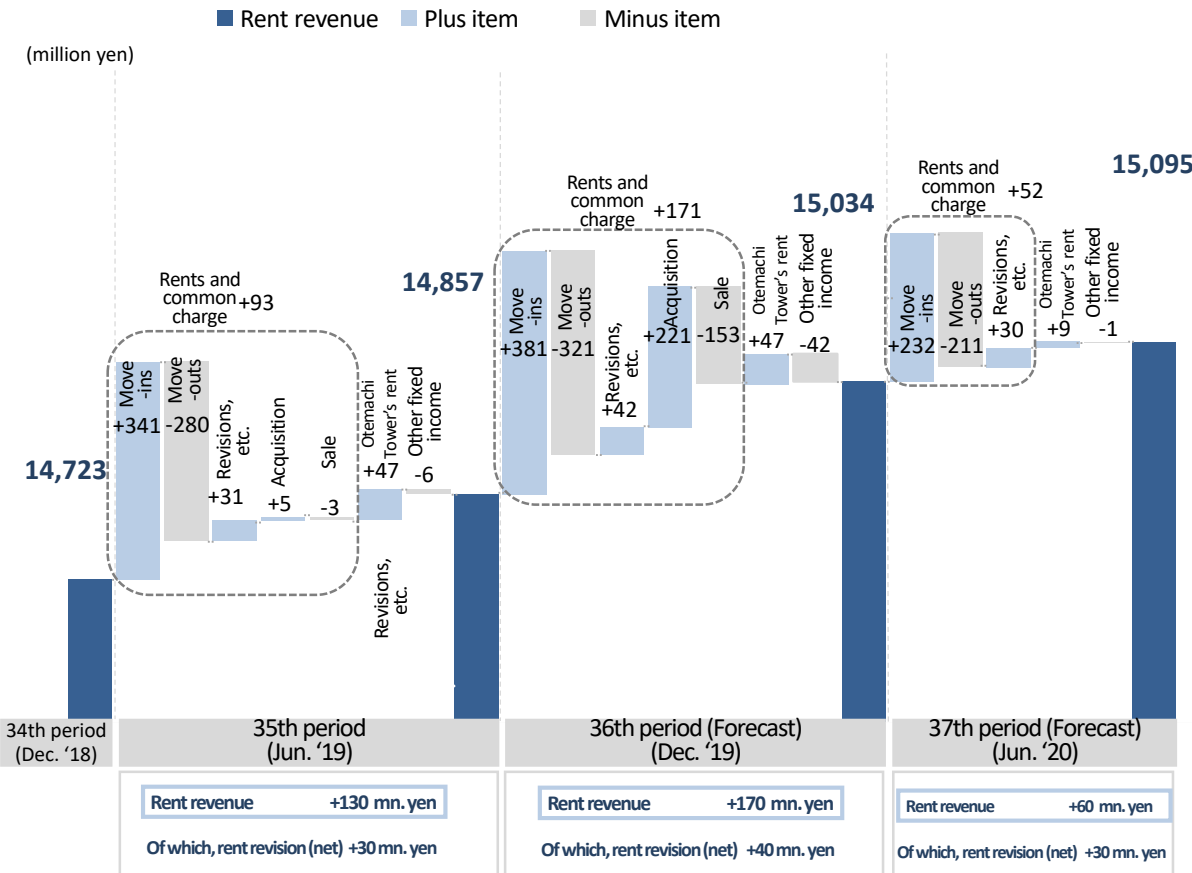 Rent revenue Plus item Minus item
(million yen)
14,723
Rents and
common
charge +93
Move
-ins
+341
Move
-outs
-280
Revisions,
etc.
+31
Acquisition
+5
Sale
-3
Otemachi
Tower's rent
+47
Other fixed
income
-6
Revisions,
etc.
14,857
Rents and
common
charge +171
Move
-ins
+381
Move
-outs
-321
Revisions,
etc.
+42
Acquisition
+221
Sale
-153
Otemachi
Tower's rent
+47
Other fixed
income
-42
15,034
Rents and
common
charge +52
Move
-ins
+232
Move
-outs
-211
Revisions,
etc.
+30
Otemachi
Tower's rent
+9
Other fixed
income
-1
15,095
34th period
(Dec. ‘18)
35th period
(Jun. ‘19)
36th period (Forecast)
(Dec. ‘19)
37th period (Forecast)
(Jun. ‘20)
Rent revenue +130 mn. yen
Of which, rent revision (net) +30 mn. yen
Rent revenue +170 mn. yen
Of which, rent revision (net) +40 mn. yen
Rent revenue +60 mn. yen
Of which, rent revision (net) +30 mn. yen